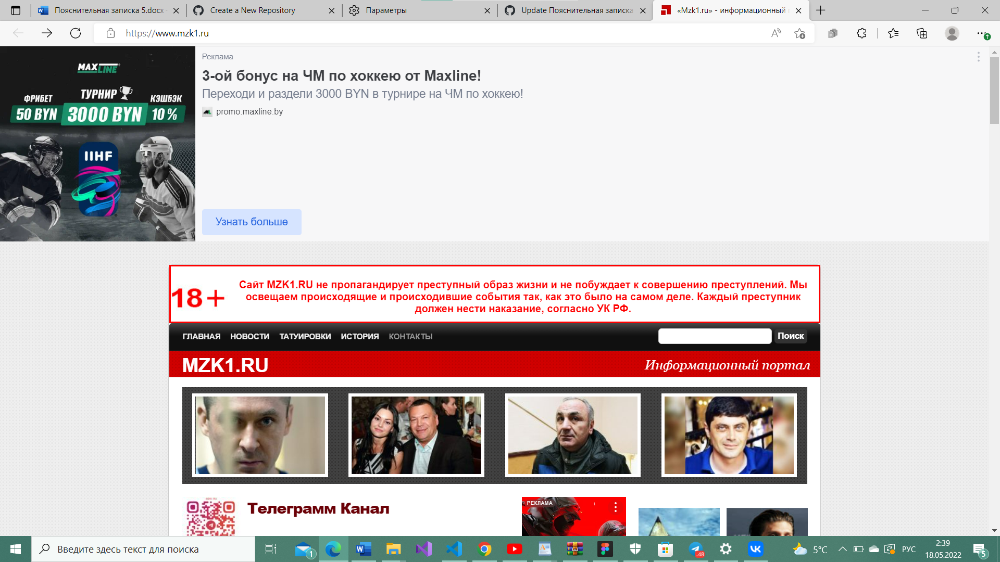 Пояснительная записка 5.docx
Create a New Repository
Параметры
Update Пояснительная записка
«Mzk1.ru» - информационный
https://www.mzk1.ru
MAXLINE
ФРИБЕТ
ТУРНИР
КЭШБЭК
50 BYN
3000 BYN
10 %
IIHF
Реклама
3-ой бонус на ЧМ по хоккею от Maxline!
Переходи и раздели 3000 BYN в турнире на ЧМ по хоккею!
promo.maxline.by
Узнать больше
18+
Сайт MZK1.RU не пропагандирует преступный образ жизни и не побуждает к совершению преступлений. Мы
освещаем происходящие и происходившие события так, как это было на самом деле. Каждый преступник
должен нести наказание, согласно УК РФ.
ГЛАВНАЯ НОВОСТИ ТАТУИРОВКИ ИСТОРИЯ КОНТАКТЫ
Поиск
MZK1.RU
Информационный портал
Телеграмм Канал
РЕКЛАМА
Введите здесь текст для поиска
1
.48
5°C
РУС
2:39
18.05.2022
5